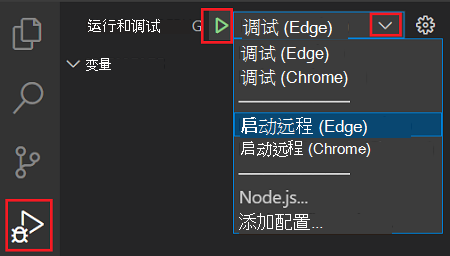 运行和调试 G 调试 (Edge)
变量
调试 (Edge)
调试 (Chrome)
启动远程 (Edge)
启动远程 (Chrome)
Node.js...
添加配置...